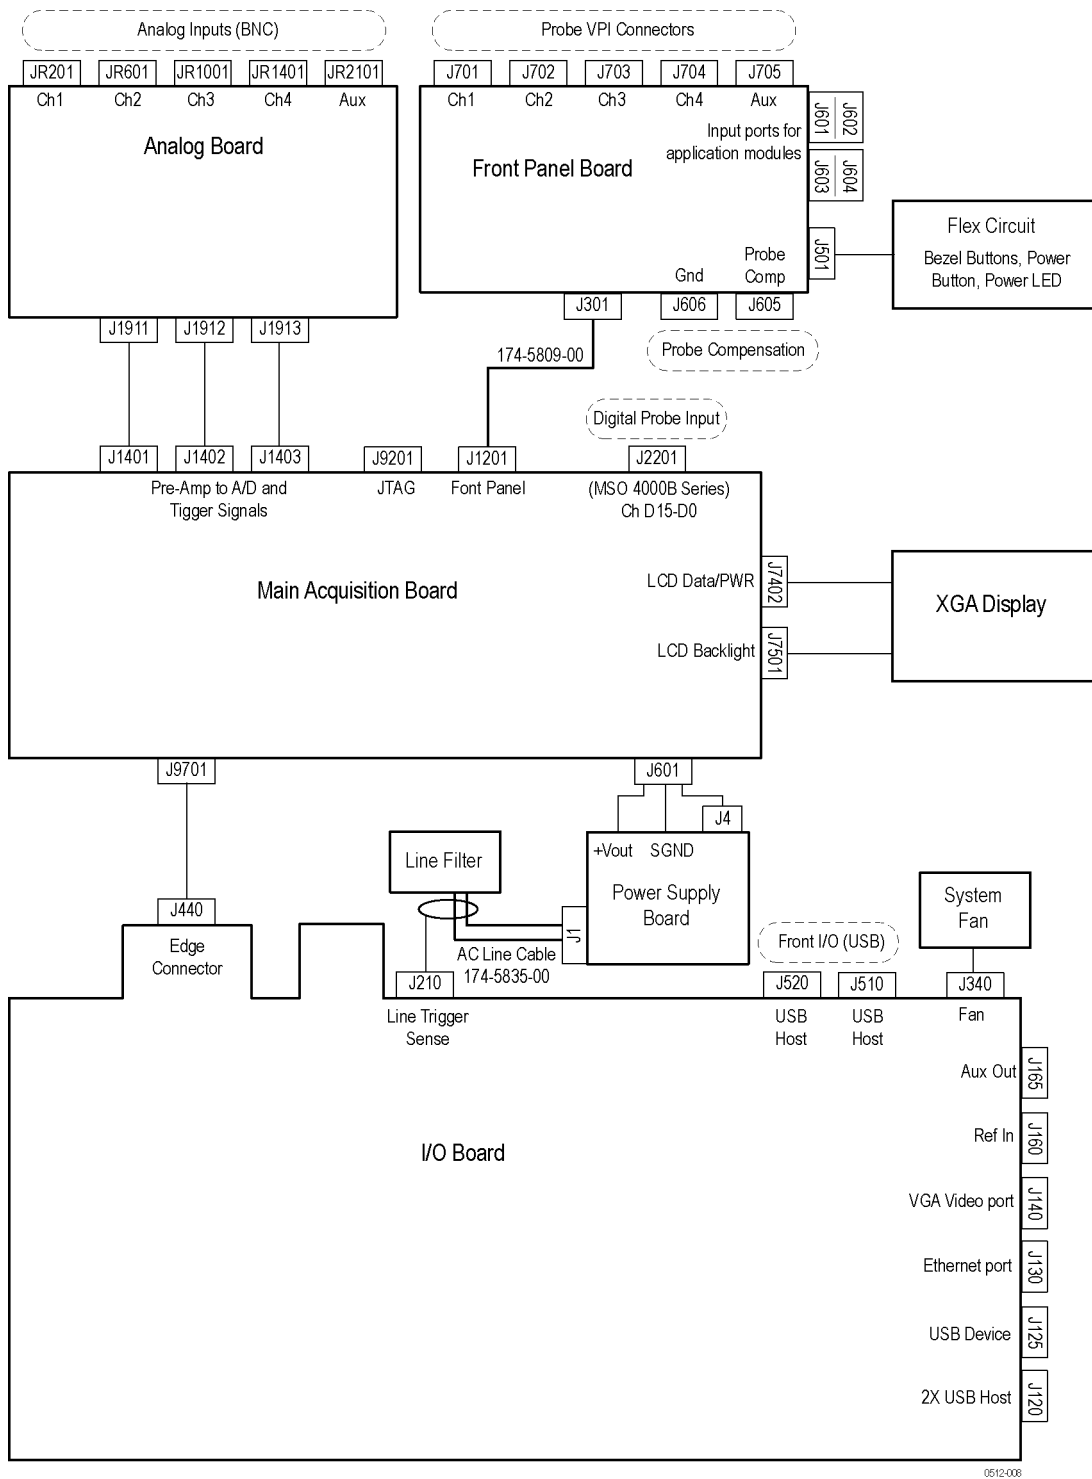 Analog Inputs (BNC)
Probe VPI Connectors
JR201
JR601
JR1001
JR1401
JR2101
J701
J702
J703
J704
J705
Ch1
Ch2
Ch3
Ch4
Aux
Ch1
Ch2
Ch3
Ch4
Aux
Analog Board
Front Panel Board
Input ports for
application modules
J601
J602
J603
J604
J501
Flex Circuit
Bezel Buttons, Power
Button, Power LED
Gnd
Probe
Comp
J301
J606
J605
Probe Compensation
J1911
J1912
J1913
174-5809-00
Digital Probe Input
J1401
J1402
J1403
J9201
J1201
J2201
Pre-Amp to A/D and
Tigger Signals
JTAG
Font Panel
(MSO 4000B Series)
Ch D15-D0
Main Acquisition Board
LCD Data/PWR
J7402
LCD Backlight
J7501
XGA Display
J9701
J601
J4
Line Filter
+Vout
SGND
Power Supply
Board
J1
System
Fan
J440
Edge
Connector
AC Line Cable
174-5835-00
Front I/O (USB)
J210
J520
J510
J340
Line Trigger
Sense
USB
Host
USB
Host
Fan
Aux Out
J165
Ref In
J160
I/O Board
VGA Video port
J140
Ethernet port
J130
USB Device
J125
2X USB Host
J120
0512-008